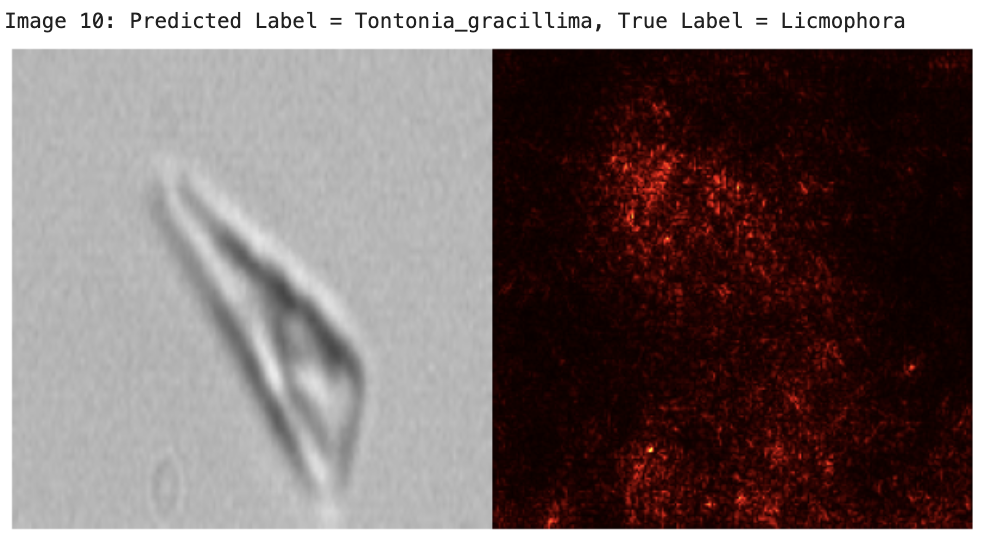 Image 10: Predicted Label = Tontonia_gracillima, True Label = Licmophora